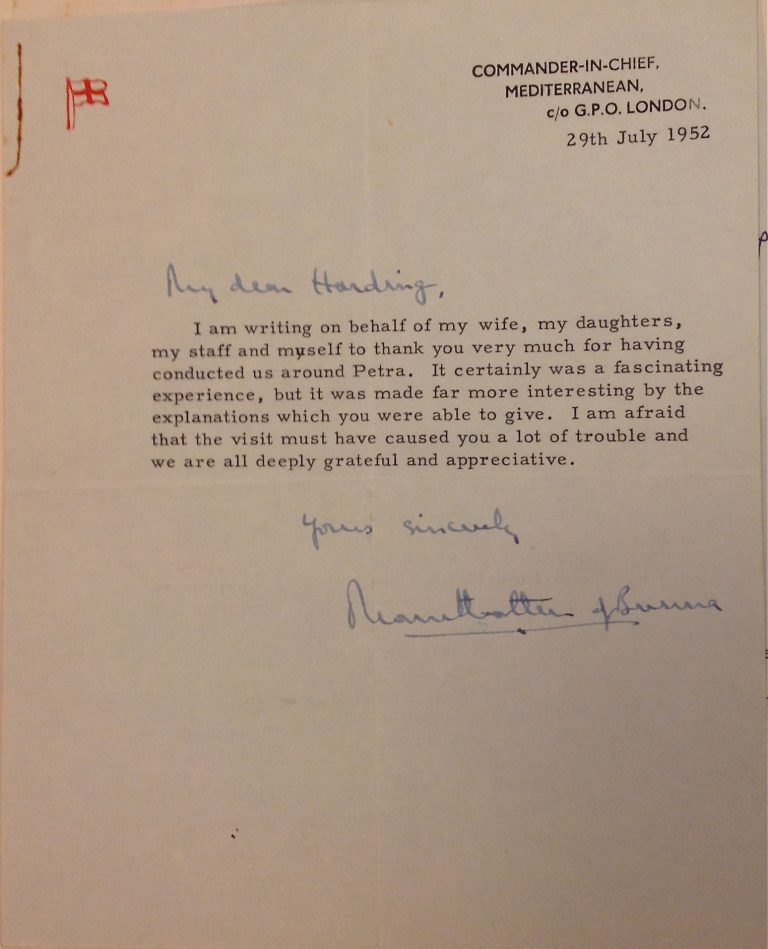 COMMANDER-IN-CHIEF,
MEDITERRANEAN,
c/o G.P.O. LONDON.
29th July 1952
My dear Harding,
I am writing on behalf of my wife, my daughters,
my staff and myself to thank you very much for having
conducted us around Petra. It certainly was a fascinating
experience, but it was made far more interesting by the
explanations which you were able to give. I am afraid
that the visit must have caused you a lot of trouble and
we are all deeply grateful and appreciative.
Yours sincerely
Mountbatten of Burma